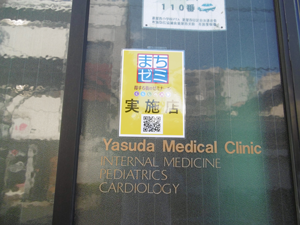 110番
まちゼミ
実施店
Yasuda Medical Clinic
INTERNAL MEDICINE
PEDIATRICS
CARDIOLOGY